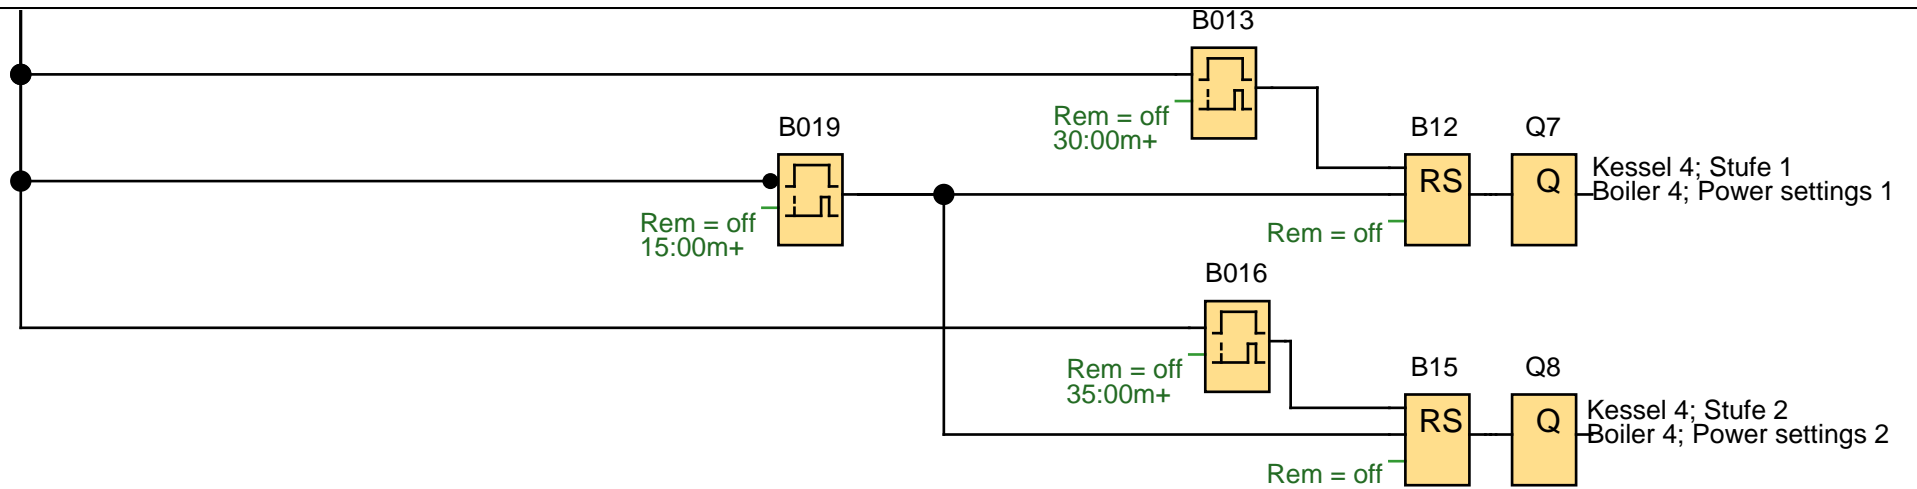 B013
Rem = off
30:00m+
B019
Rem = off
15:00m+
B12
RS
Rem = off
Q7
Q
Kessel 4; Stufe 1
Boiler 4; Power settings 1
B016
Rem = off
35:00m+
B15
RS
Rem = off
Q8
Q
Kessel 4; Stufe 2
Boiler 4; Power settings 2